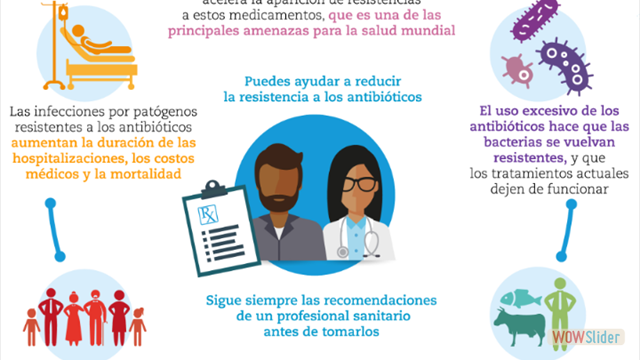 acelera la aparición de resistencias
a estos medicamentos, que es una de las
principales amenazas para la salud mundial
Puedes ayudar a reducir
la resistencia a los antibióticos
Las infecciones por patógenos
resistentes a los antibióticos
aumentan la duración de las
hospitalizaciones, los costos
médicos y la mortalidad
El uso excesivo de los
antibióticos hace que las
bacterias se vuelvan
resistentes, y que
los tratamientos actuales
dejen de funcionar
Rx
Sigue siempre las recomendaciones
de un profesional sanitario
antes de tomarlos
WOWSlider